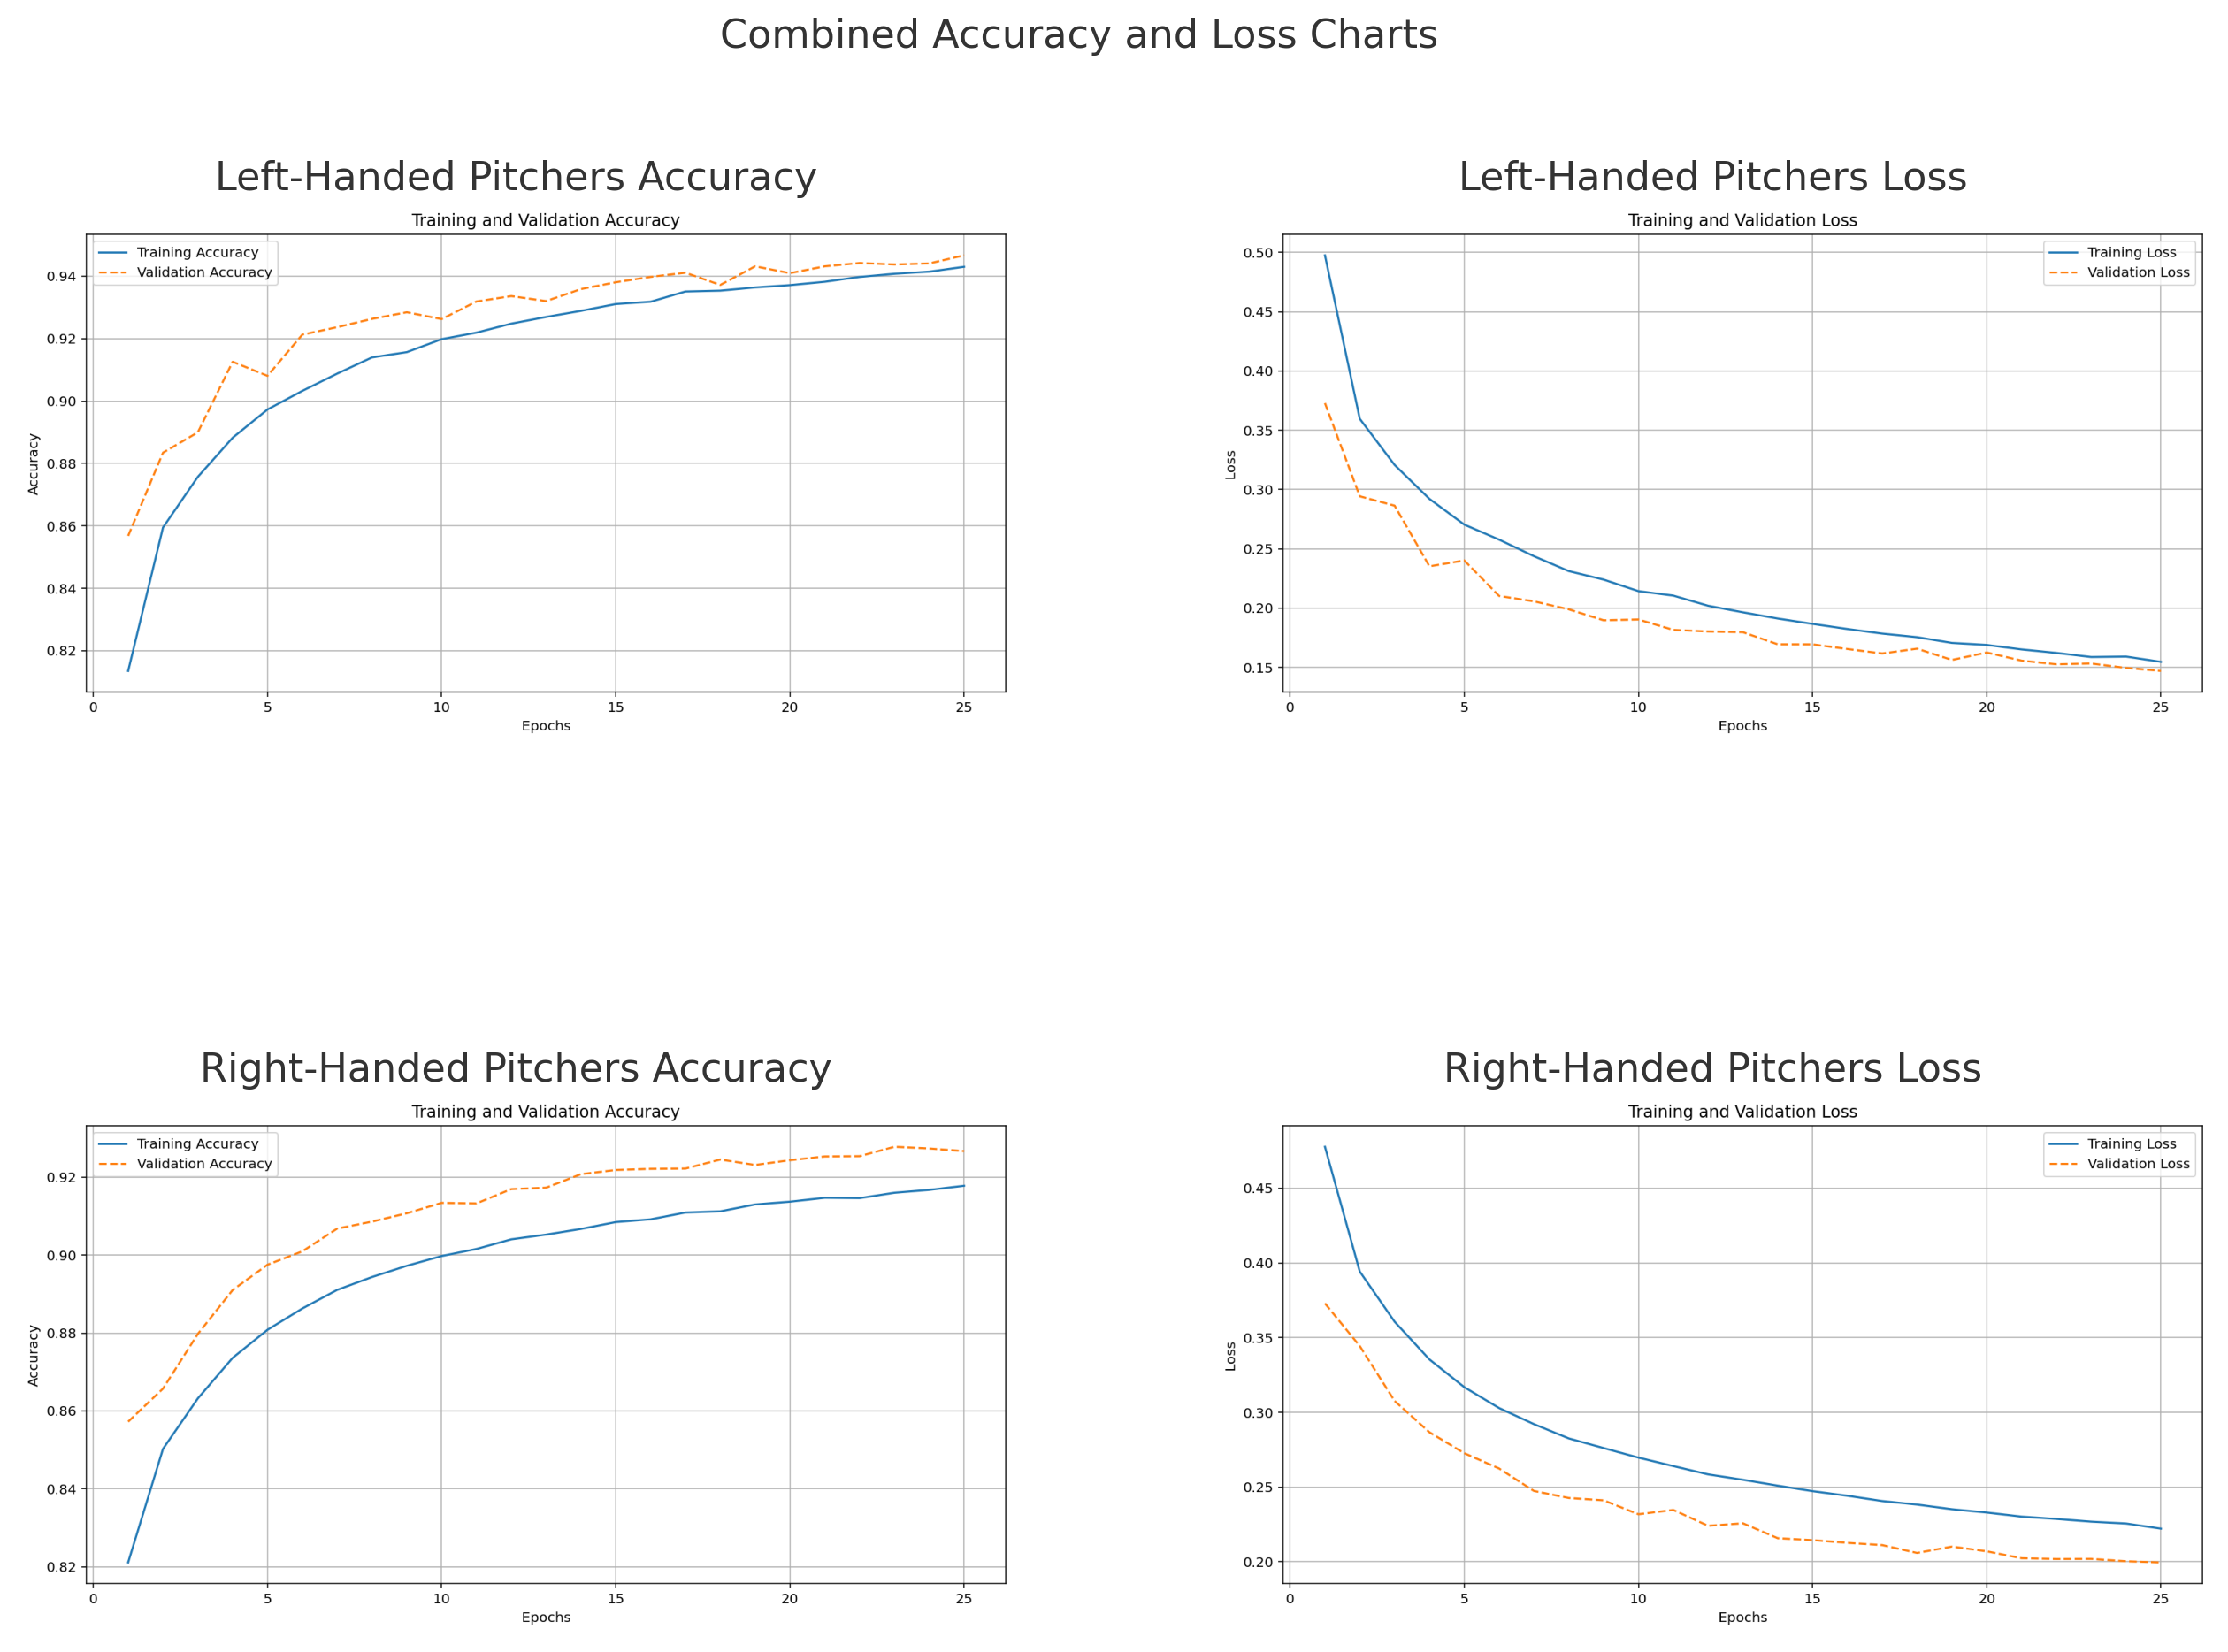 Combined Accuracy and Loss Charts
Left-Handed Pitchers Accuracy
Training and Validation Accuracy
Training Accuracy
Validation Accuracy
0.94
0.92
0.90
0.88
0.86
0.84
0.82
Accuracy
0 5 10 15 20 25
Epochs
Left-Handed Pitchers Loss
Training and Validation Loss
Training Loss
Validation Loss
0.50
0.45
0.40
0.35
0.30
0.25
0.20
0.15
Loss
0 5 10 15 20 25
Epochs
Right-Handed Pitchers Accuracy
Training and Validation Accuracy
Training Accuracy
Validation Accuracy
0.92
0.90
0.88
0.86
0.84
0.82
Accuracy
0 5 10 15 20 25
Epochs
Right-Handed Pitchers Loss
Training and Validation Loss
Training Loss
Validation Loss
0.45
0.40
0.35
0.30
0.25
0.20
Loss
0 5 10 15 20 25
Epochs